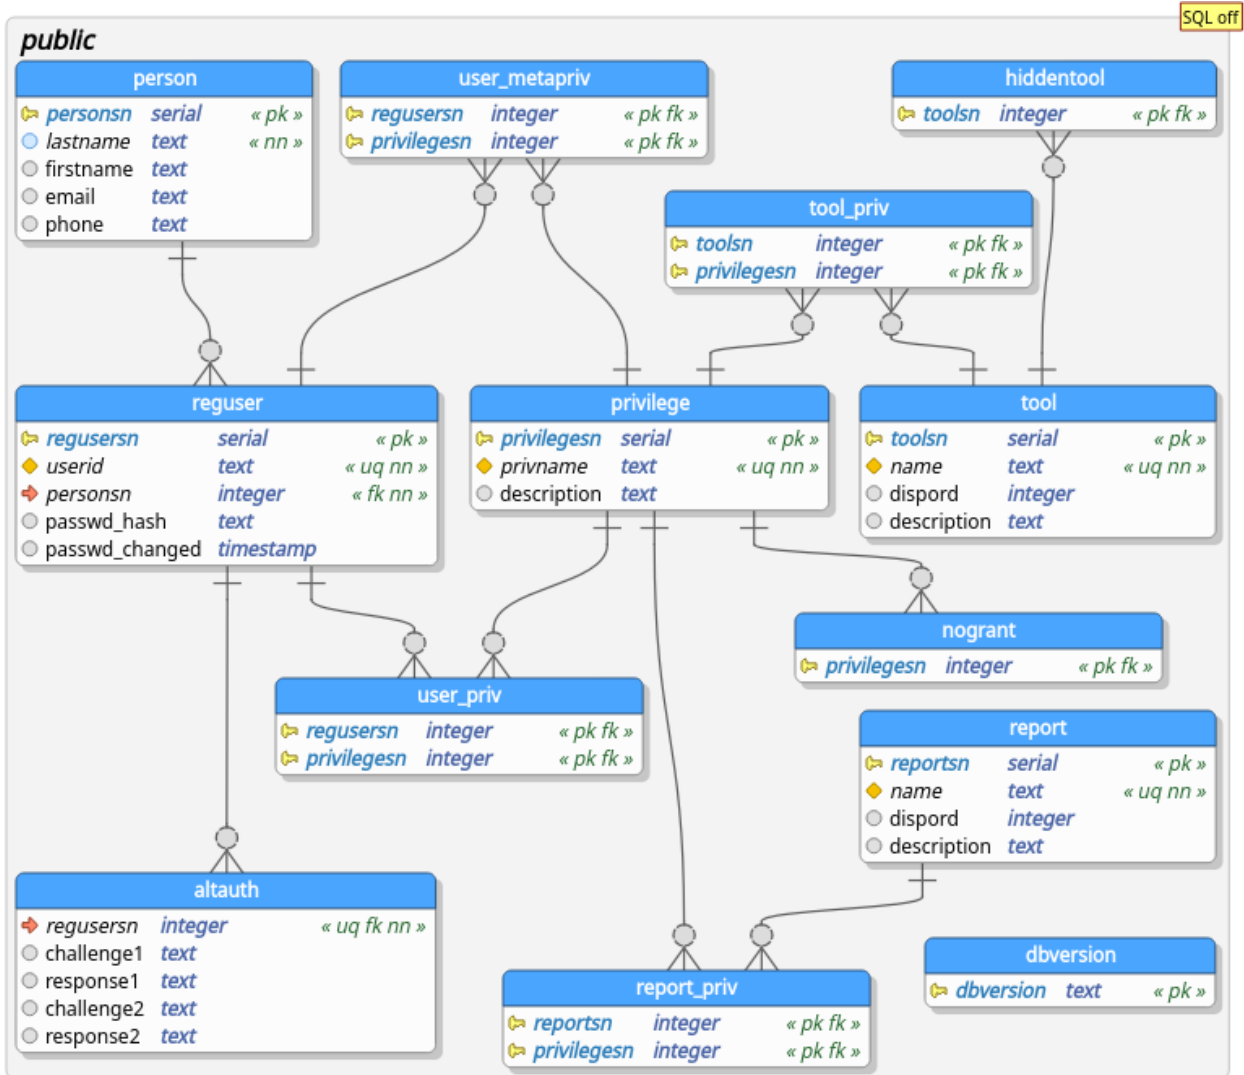 SQL off
public
person
personsn serial « pk »
lastname text « nn »
firstname text
email text
phone text
user_metapriv
regusersn integer « pk fk »
privilegesn integer « pk fk »
hiddentool
toolsn integer « pk fk »
tool_priv
toolsn integer « pk fk »
privilegesn integer « pk fk »
reguser
regusersn serial « pk »
userid text « uq nn »
personsn integer « fk nn »
passwd_hash text
passwd_changed timestamp
privilege
privilegesn serial « pk »
privname text « uq nn »
description text
tool
toolsn serial « pk »
name text « uq nn »
dispord integer
description text
nogrant
privilegesn integer « pk fk »
user_priv
regusersn integer « pk fk »
privilegesn integer « pk fk »
report
reportsn serial « pk »
name text « uq nn »
dispord integer
description text
altauth
regusersn integer « uq fk nn »
challenge1 text
response1 text
challenge2 text
response2 text
report_priv
reportsn integer « pk fk »
privilegesn integer « pk fk »
dbversion
dbversion text « pk »